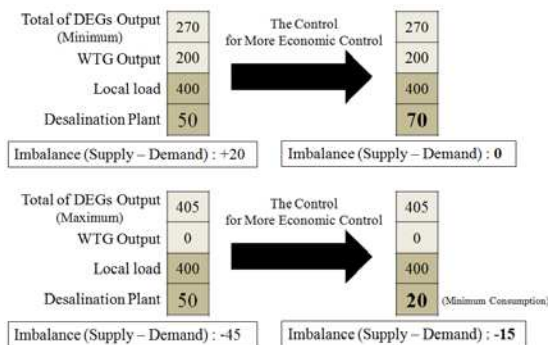 Total of DEGs Output 270
(Minimum)
WTG Output 200
Local load 400
Desalination Plant 50
Imbalance (Supply – Demand) : +20
The Control
for More Economic Control
270
200
400
70
Imbalance (Supply – Demand) : 0
Total of DEGs Output 405
(Maximum)
WTG Output 0
Local load 400
Desalination Plant 50
Imbalance (Supply – Demand) : -45
The Control
for More Economic Control
405
0
400
20 (Minimum Consumption)
Imbalance (Supply – Demand) : -15